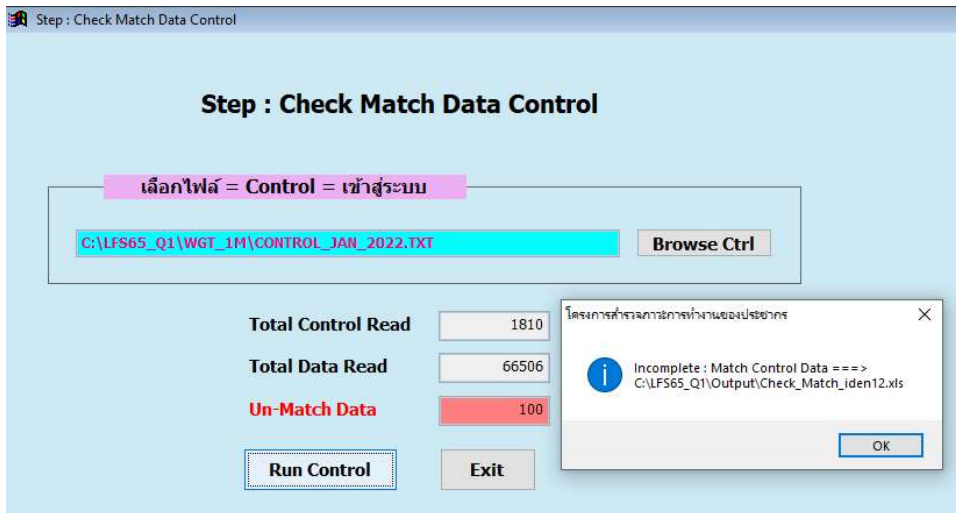 Step : Check Match Data Control
Step : Check Match Data Control
เลือกไฟล์ = Control = เข้าสู่ระบบ
C:\LFS65_Q1\WGT_1M\CONTROL_JAN_2022.TXT
Browse Ctrl
Total Control Read 1810
Total Data Read 66506
Un-Match Data 100
Run Control Exit
โครงการสำรวจภาวะการทำงานของประชากร
Incomplete : Match Control Data ===>
C:\LFS65_Q1\Output\Check_Match_iden12.xls
OK